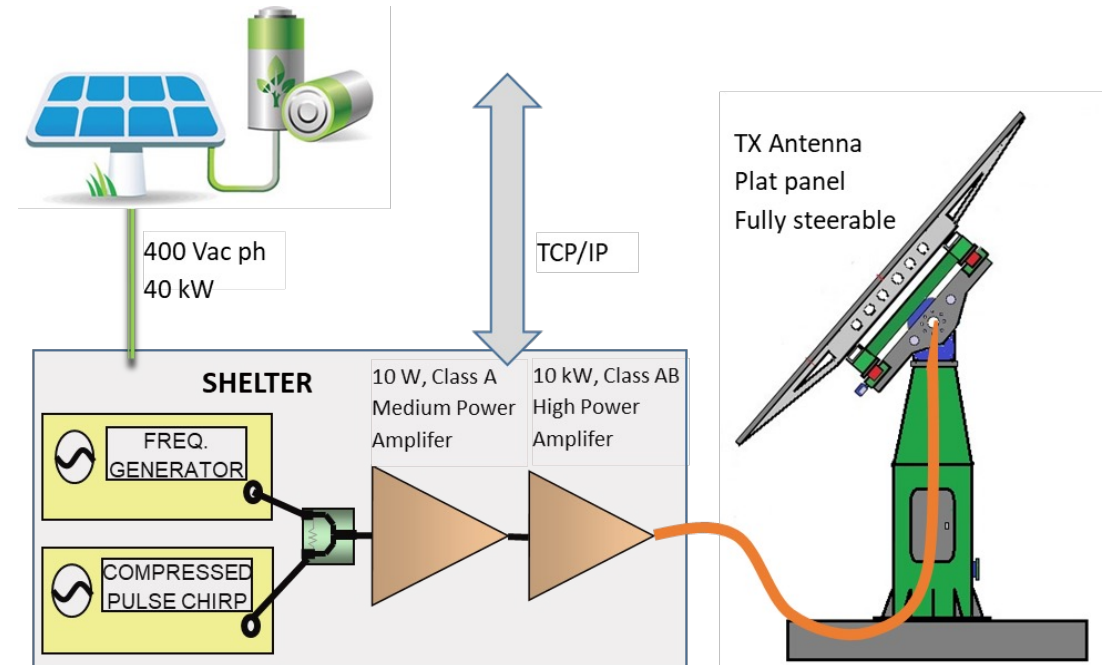 400 Vac ph
40 kW
TCP/IP
TX Antenna
Plat panel
Fully steerable
SHELTER
10 W, Class A
Medium Power
Amplifer
10 kW, Class AB
High Power
Amplifer
FREQ.
GENERATOR
COMPRESSED
PULSE CHIRP